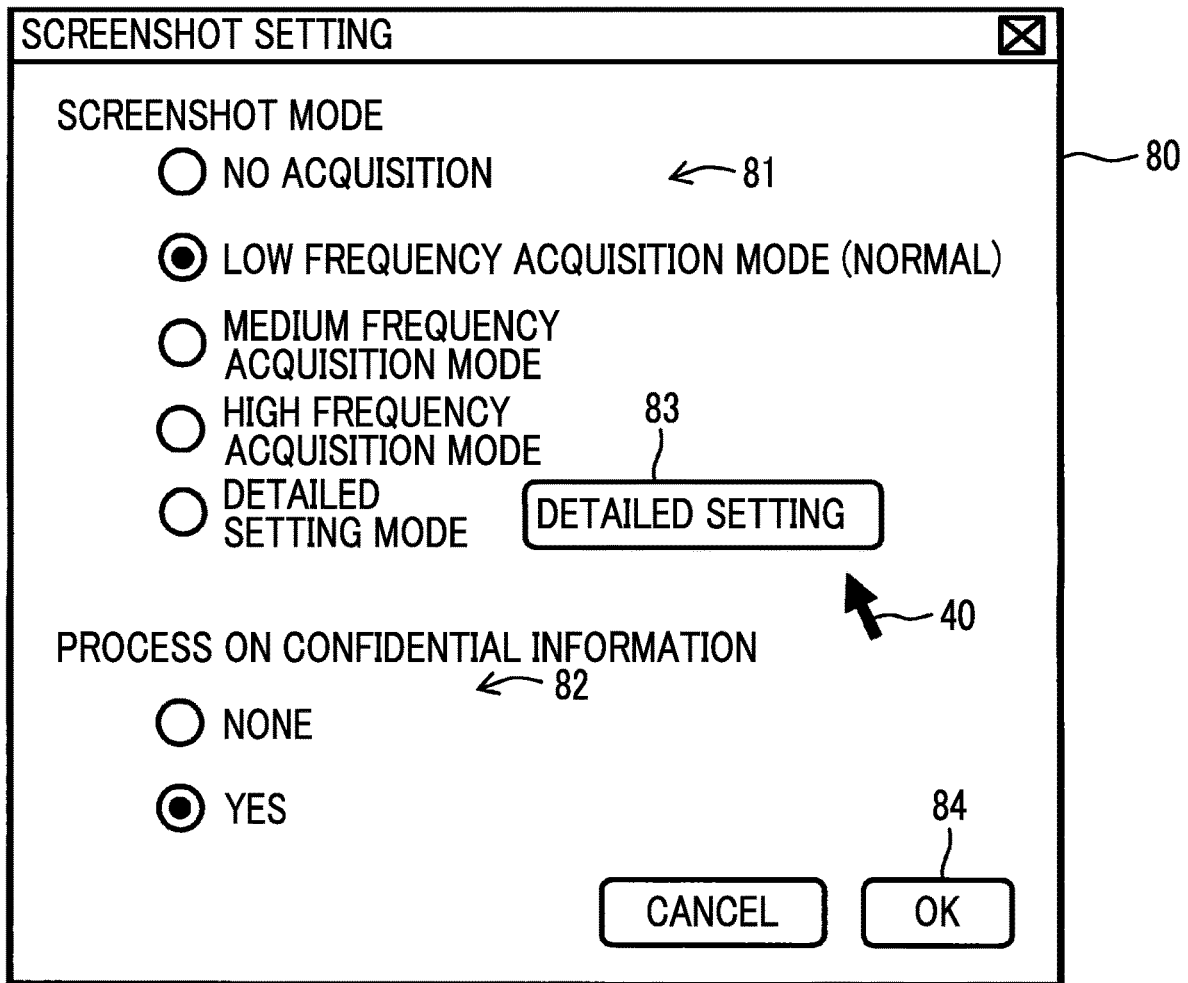 SCREENSHOT SETTING
SCREENSHOT MODE
80
NO ACQUISITION
81
LOW FREQUENCY ACQUISITION MODE (NORMAL)
MEDIUM FREQUENCY
ACQUISITION MODE
HIGH FREQUENCY
ACQUISITION MODE
83
DETAILED
SETTING MODE
DETAILED SETTING
40
PROCESS ON CONFIDENTIAL INFORMATION
82
NONE
YES
84
CANCEL
OK